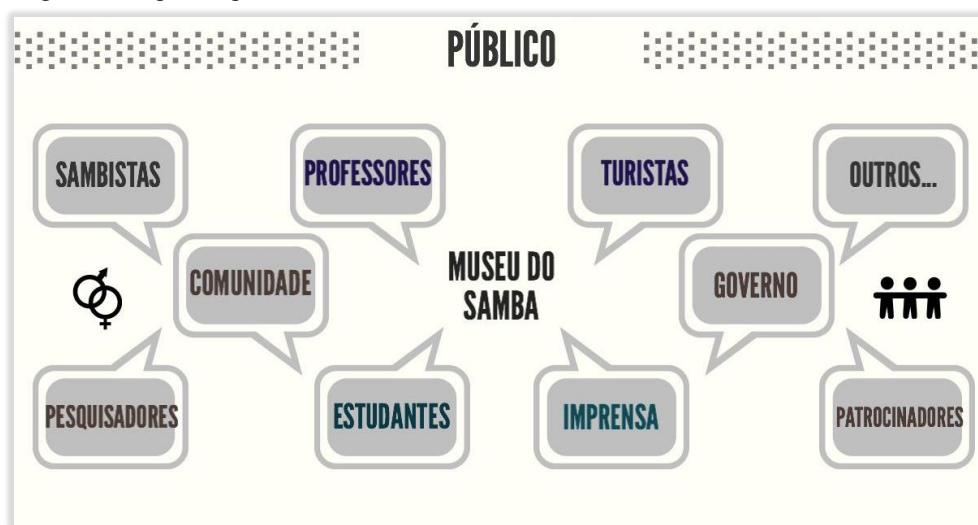 PÚBLICO
SAMBISTAS
PROFESSORES
TURISTAS
OUTROS...
COMUNIDADE
MUSEU DO
SAMBA
GOVERNO
PESQUISADORES
ESTUDANTES
IMPRENSA
PATROCINADORES